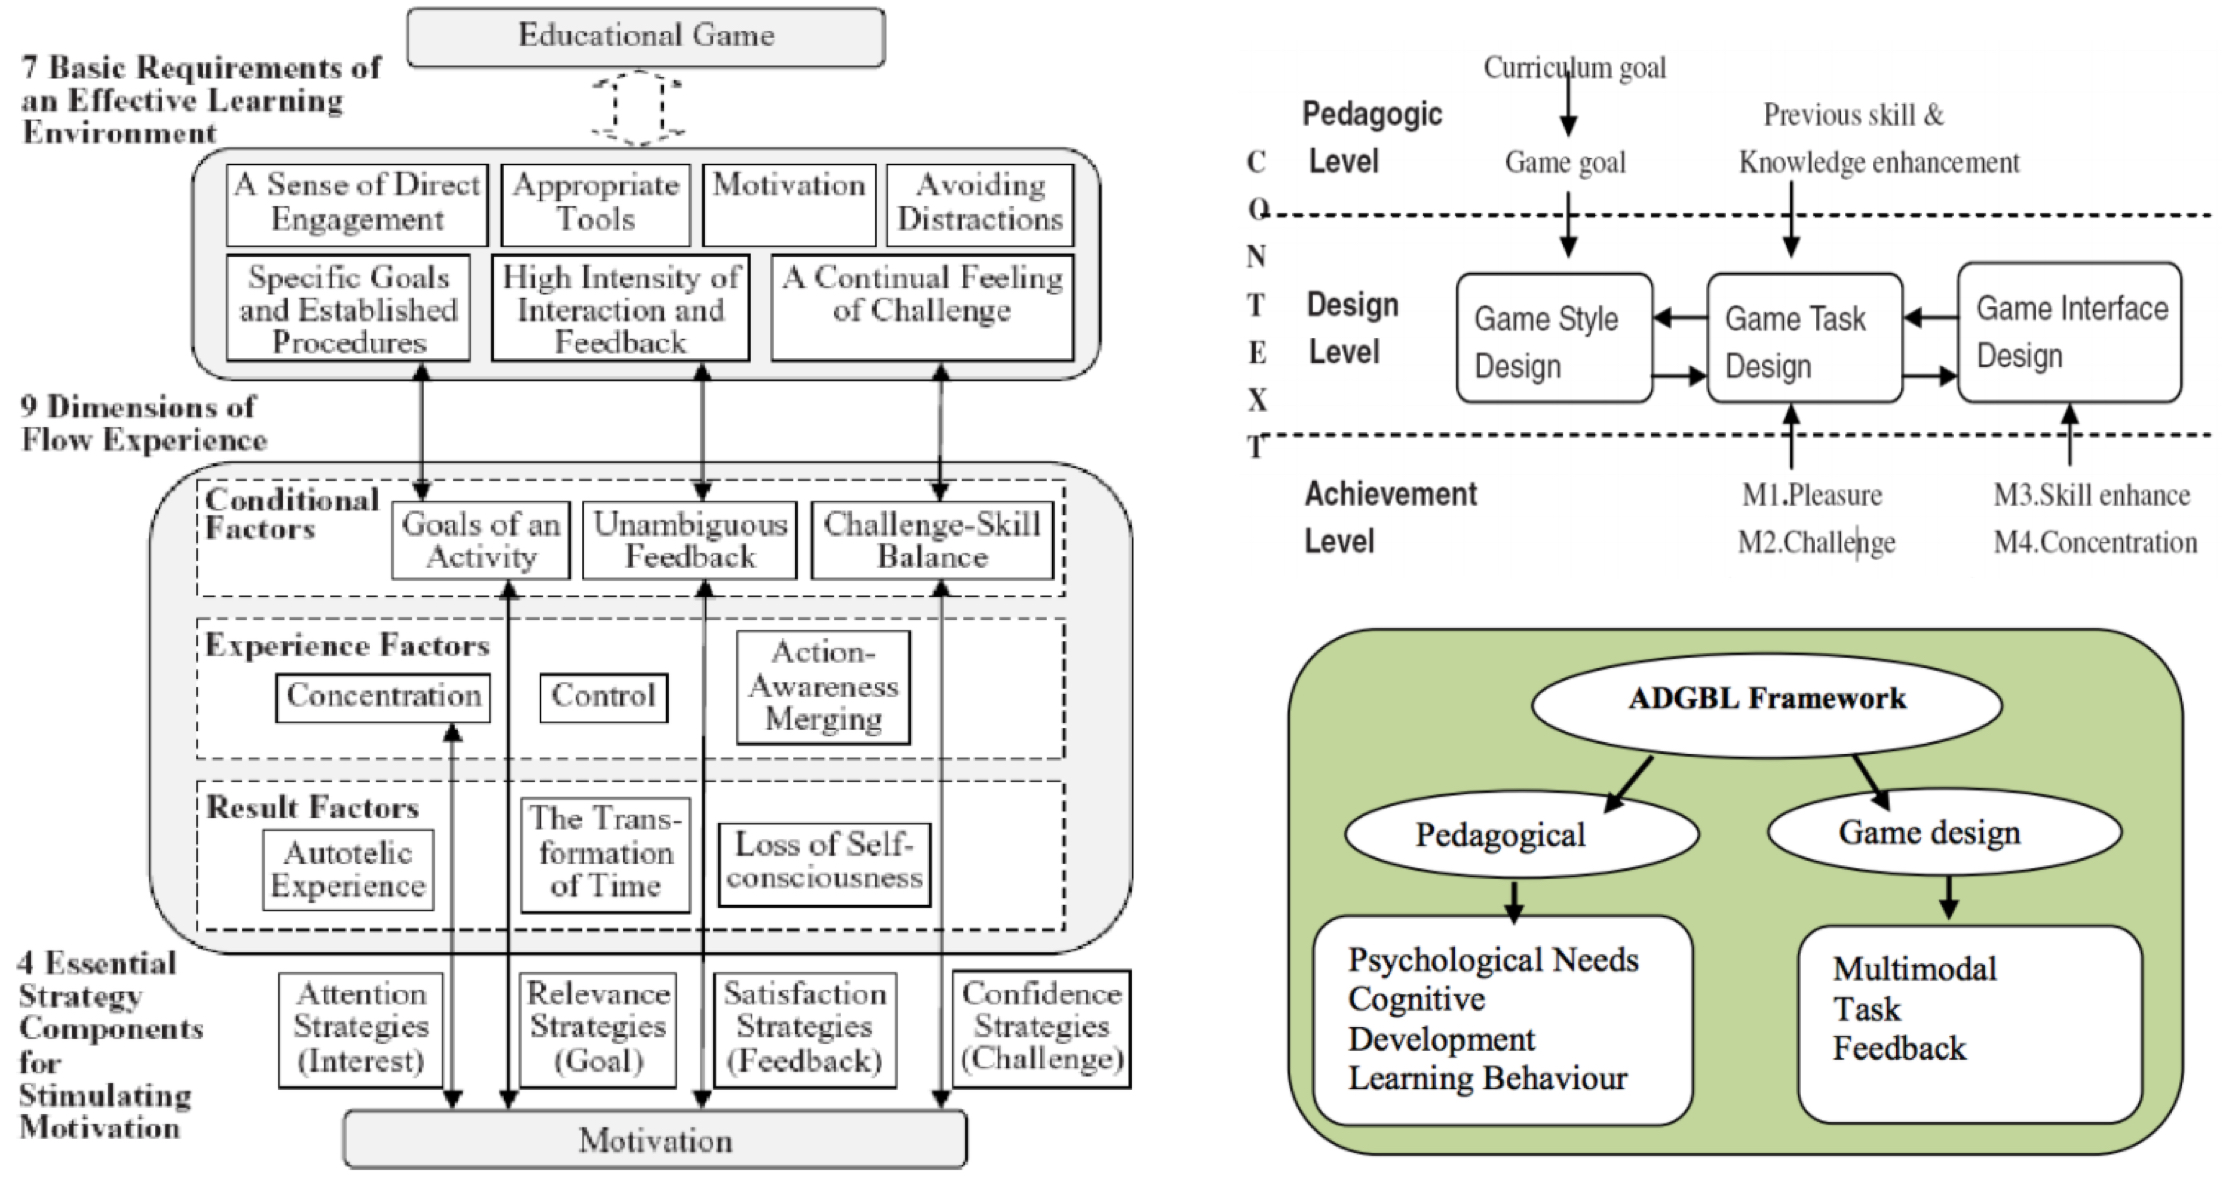 Educational Game
7 Basic Requirements of
an Effective Learning
Environment
A Sense of Direct
Engagement
Appropriate
Tools
Motivation
Avoiding
Distractions
Specific Goals
and Established
Procedures
High Intensity of
Interaction and
Feedback
A Continual Feeling
of Challenge
9 Dimensions of
Flow Experience
Conditional
Factors
Goals of an
Activity
Unambiguous
Feedback
Challenge-Skill
Balance
Experience Factors
Concentration
Control
Action-
Awareness
Merging
Result Factors
Autotelic
Experience
The Trans-
formation
of Time
Loss of Self-
consciousness
4 Essential
Strategy
Components
for
Stimulating
Motivation
Attention
Strategies
(Interest)
Relevance
Strategies
(Goal)
Satisfaction
Strategies
(Feedback)
Confidence
Strategies
(Challenge)
Motivation
C
O
N
T
E
X
T
Curriculum goal
Pedagogic
Level
Game goal
Previous skill &
Knowledge enhancement
Design
Level
Game Style
Design
Game Task
Design
Game Interface
Design
Achievement
Level
M1.Pleasure
M2.Challenge
M3.Skill enhance
M4.Concentration
ADGBL Framework
Pedagogical
Game design
Psychological Needs
Cognitive
Development
Learning Behaviour
Multimodal
Task
Feedback